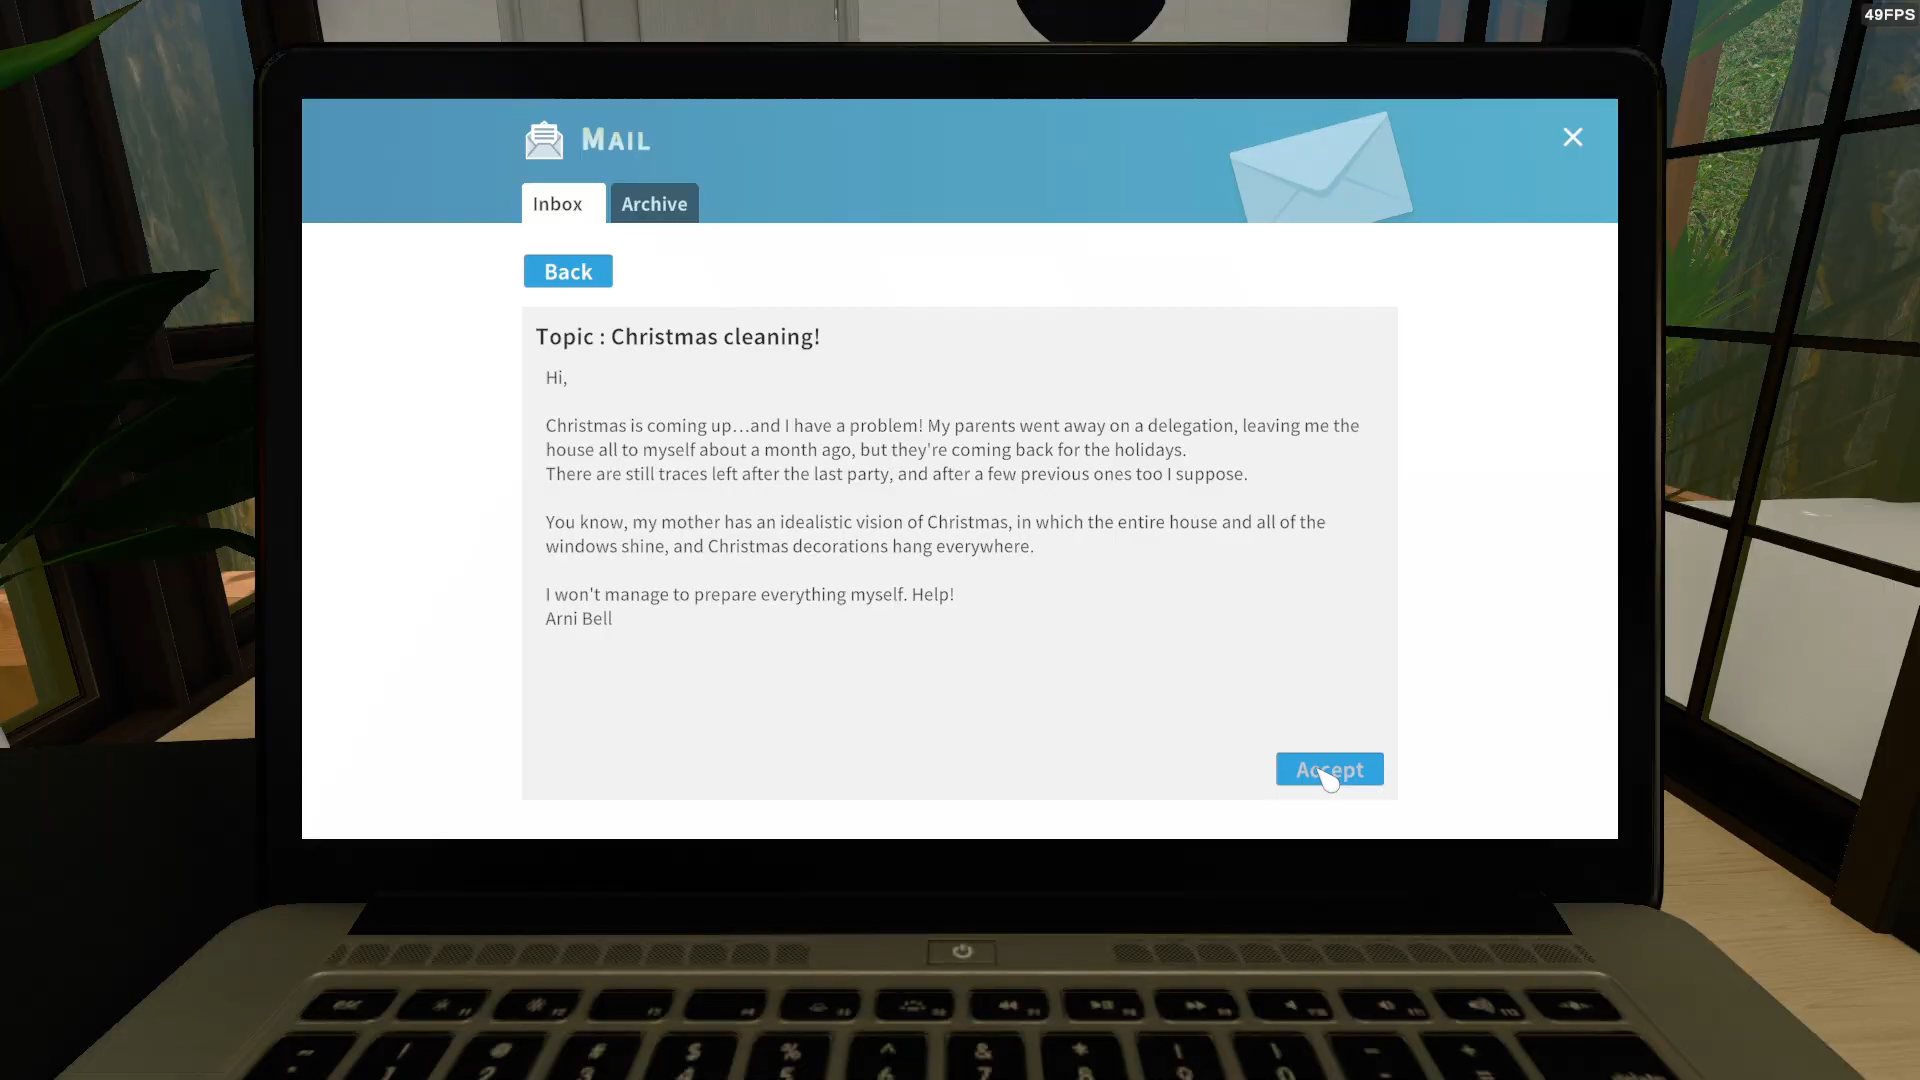 49FPS
MAIL
Inbox
Archive
Back
Topic : Christmas cleaning!
Hi,
Christmas is coming up...and I have a problem! My parents went away on a delegation, leaving me the
house all to myself about a month ago, but they're coming back for the holidays.
There are still traces left after the last party, and after a few previous ones too I suppose.
You know, my mother has an idealistic vision of Christmas, in which the entire house and all of the
windows shine, and Christmas decorations hang everywhere.
I won't manage to prepare everything myself. Help!
Arni Bell
Accept
esc